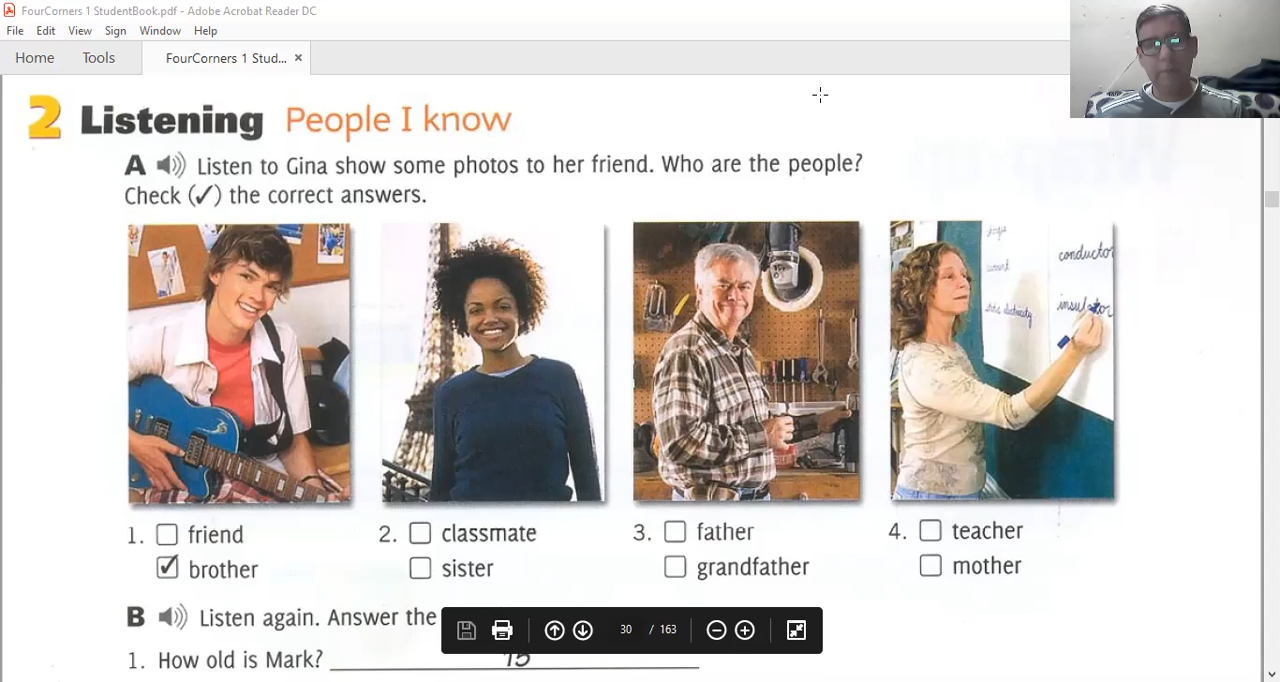 FourCorners 1 StudentBook.pdf - Adobe Acrobat Reader DC
File Edit View Sign Window Help
Home Tools FourCorners 1 Stud... ×
2 Listening People I know
A Listen to Gina show some photos to her friend. Who are the people?
Check (✓) the correct answers.
conductor
insulator
1. friend
brother
2. classmate
sister
3. father
grandfather
4. teacher
mother
B Listen again. Answer the
30 / 163
1. How old is Mark? 15